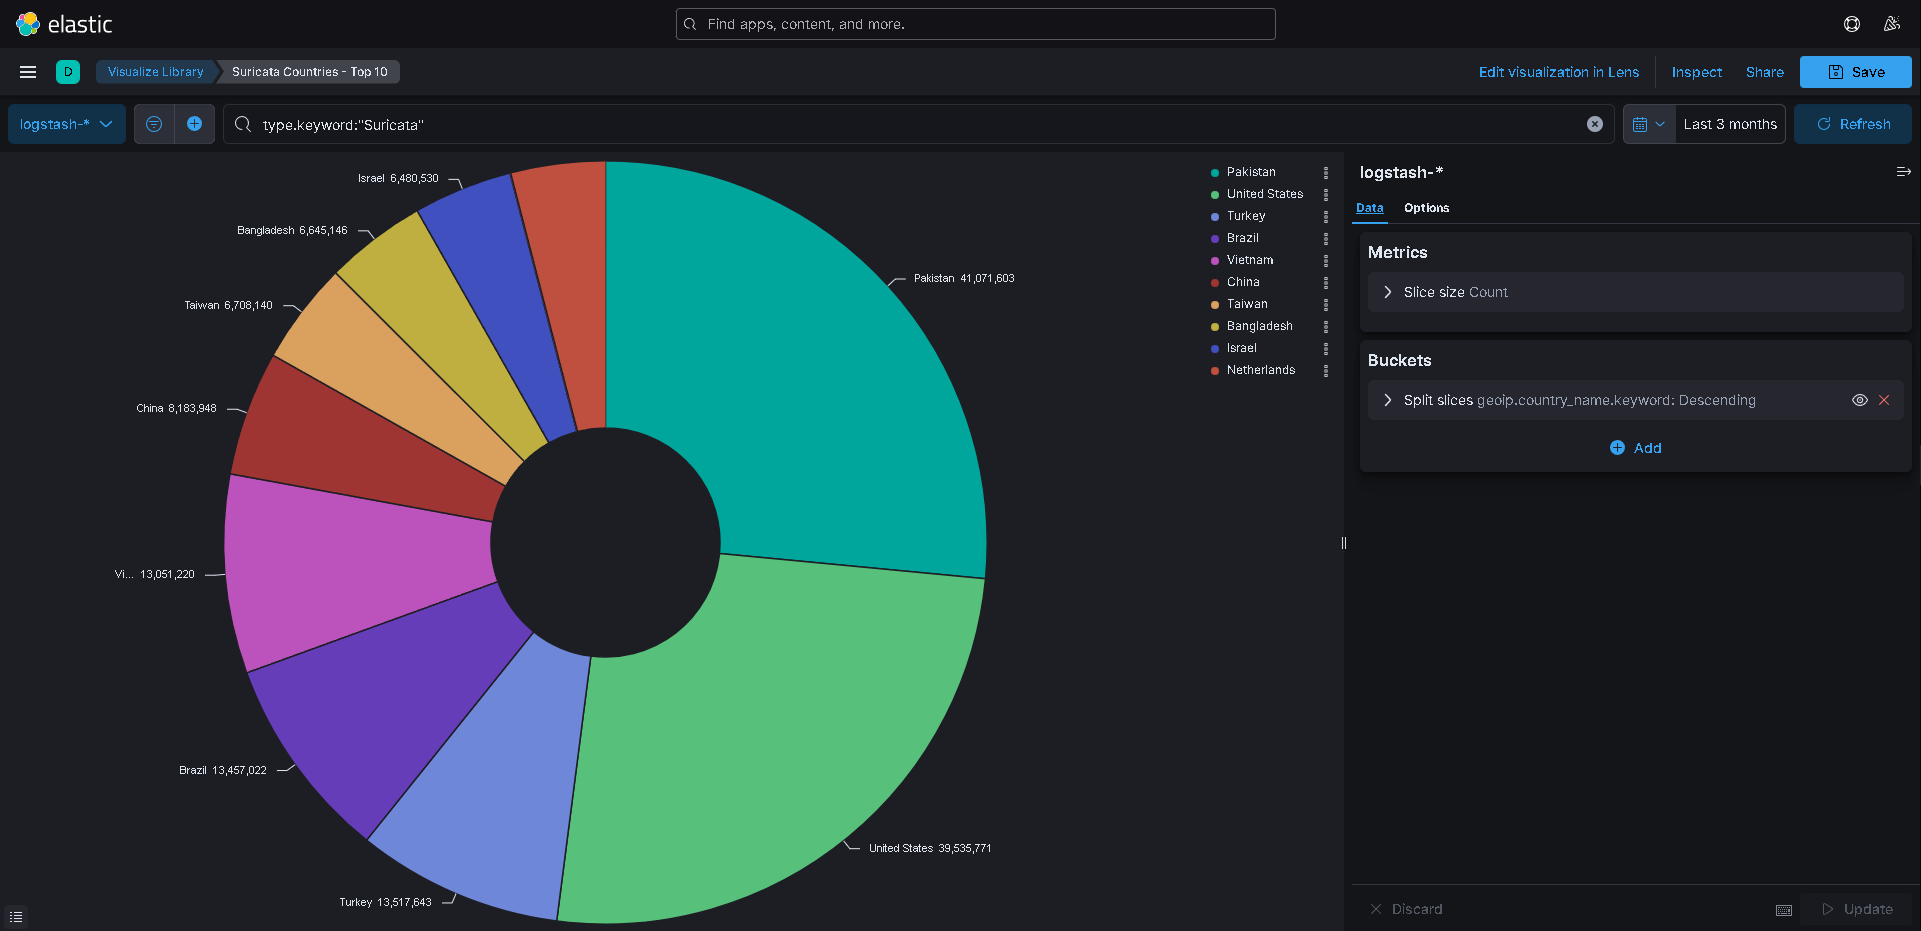 elastic
Find apps, content, and more.
D
Visualize Library
Suricata Countries - Top 10
Edit visualization in Lens
Inspect
Share
Save
logstash-*
type.keyword:"Suricata"
Last 3 months
Refresh
Israel 6,480,530
Bangladesh 6,645,146
Taiwan 6,708,140
China 8,183,948
Vi... 13,051,220
Brazil 13,457,022
Turkey 13,517,643
Pakistan 41,071,603
United States 39,535,771
Pakistan
United States
Turkey
Brazil
Vietnam
China
Taiwan
Bangladesh
Israel
Netherlands
logstash-*
Data
Options
Metrics
Slice size Count
Buckets
Split slices geoip.country_name.keyword: Descending
Add
Discard
Update